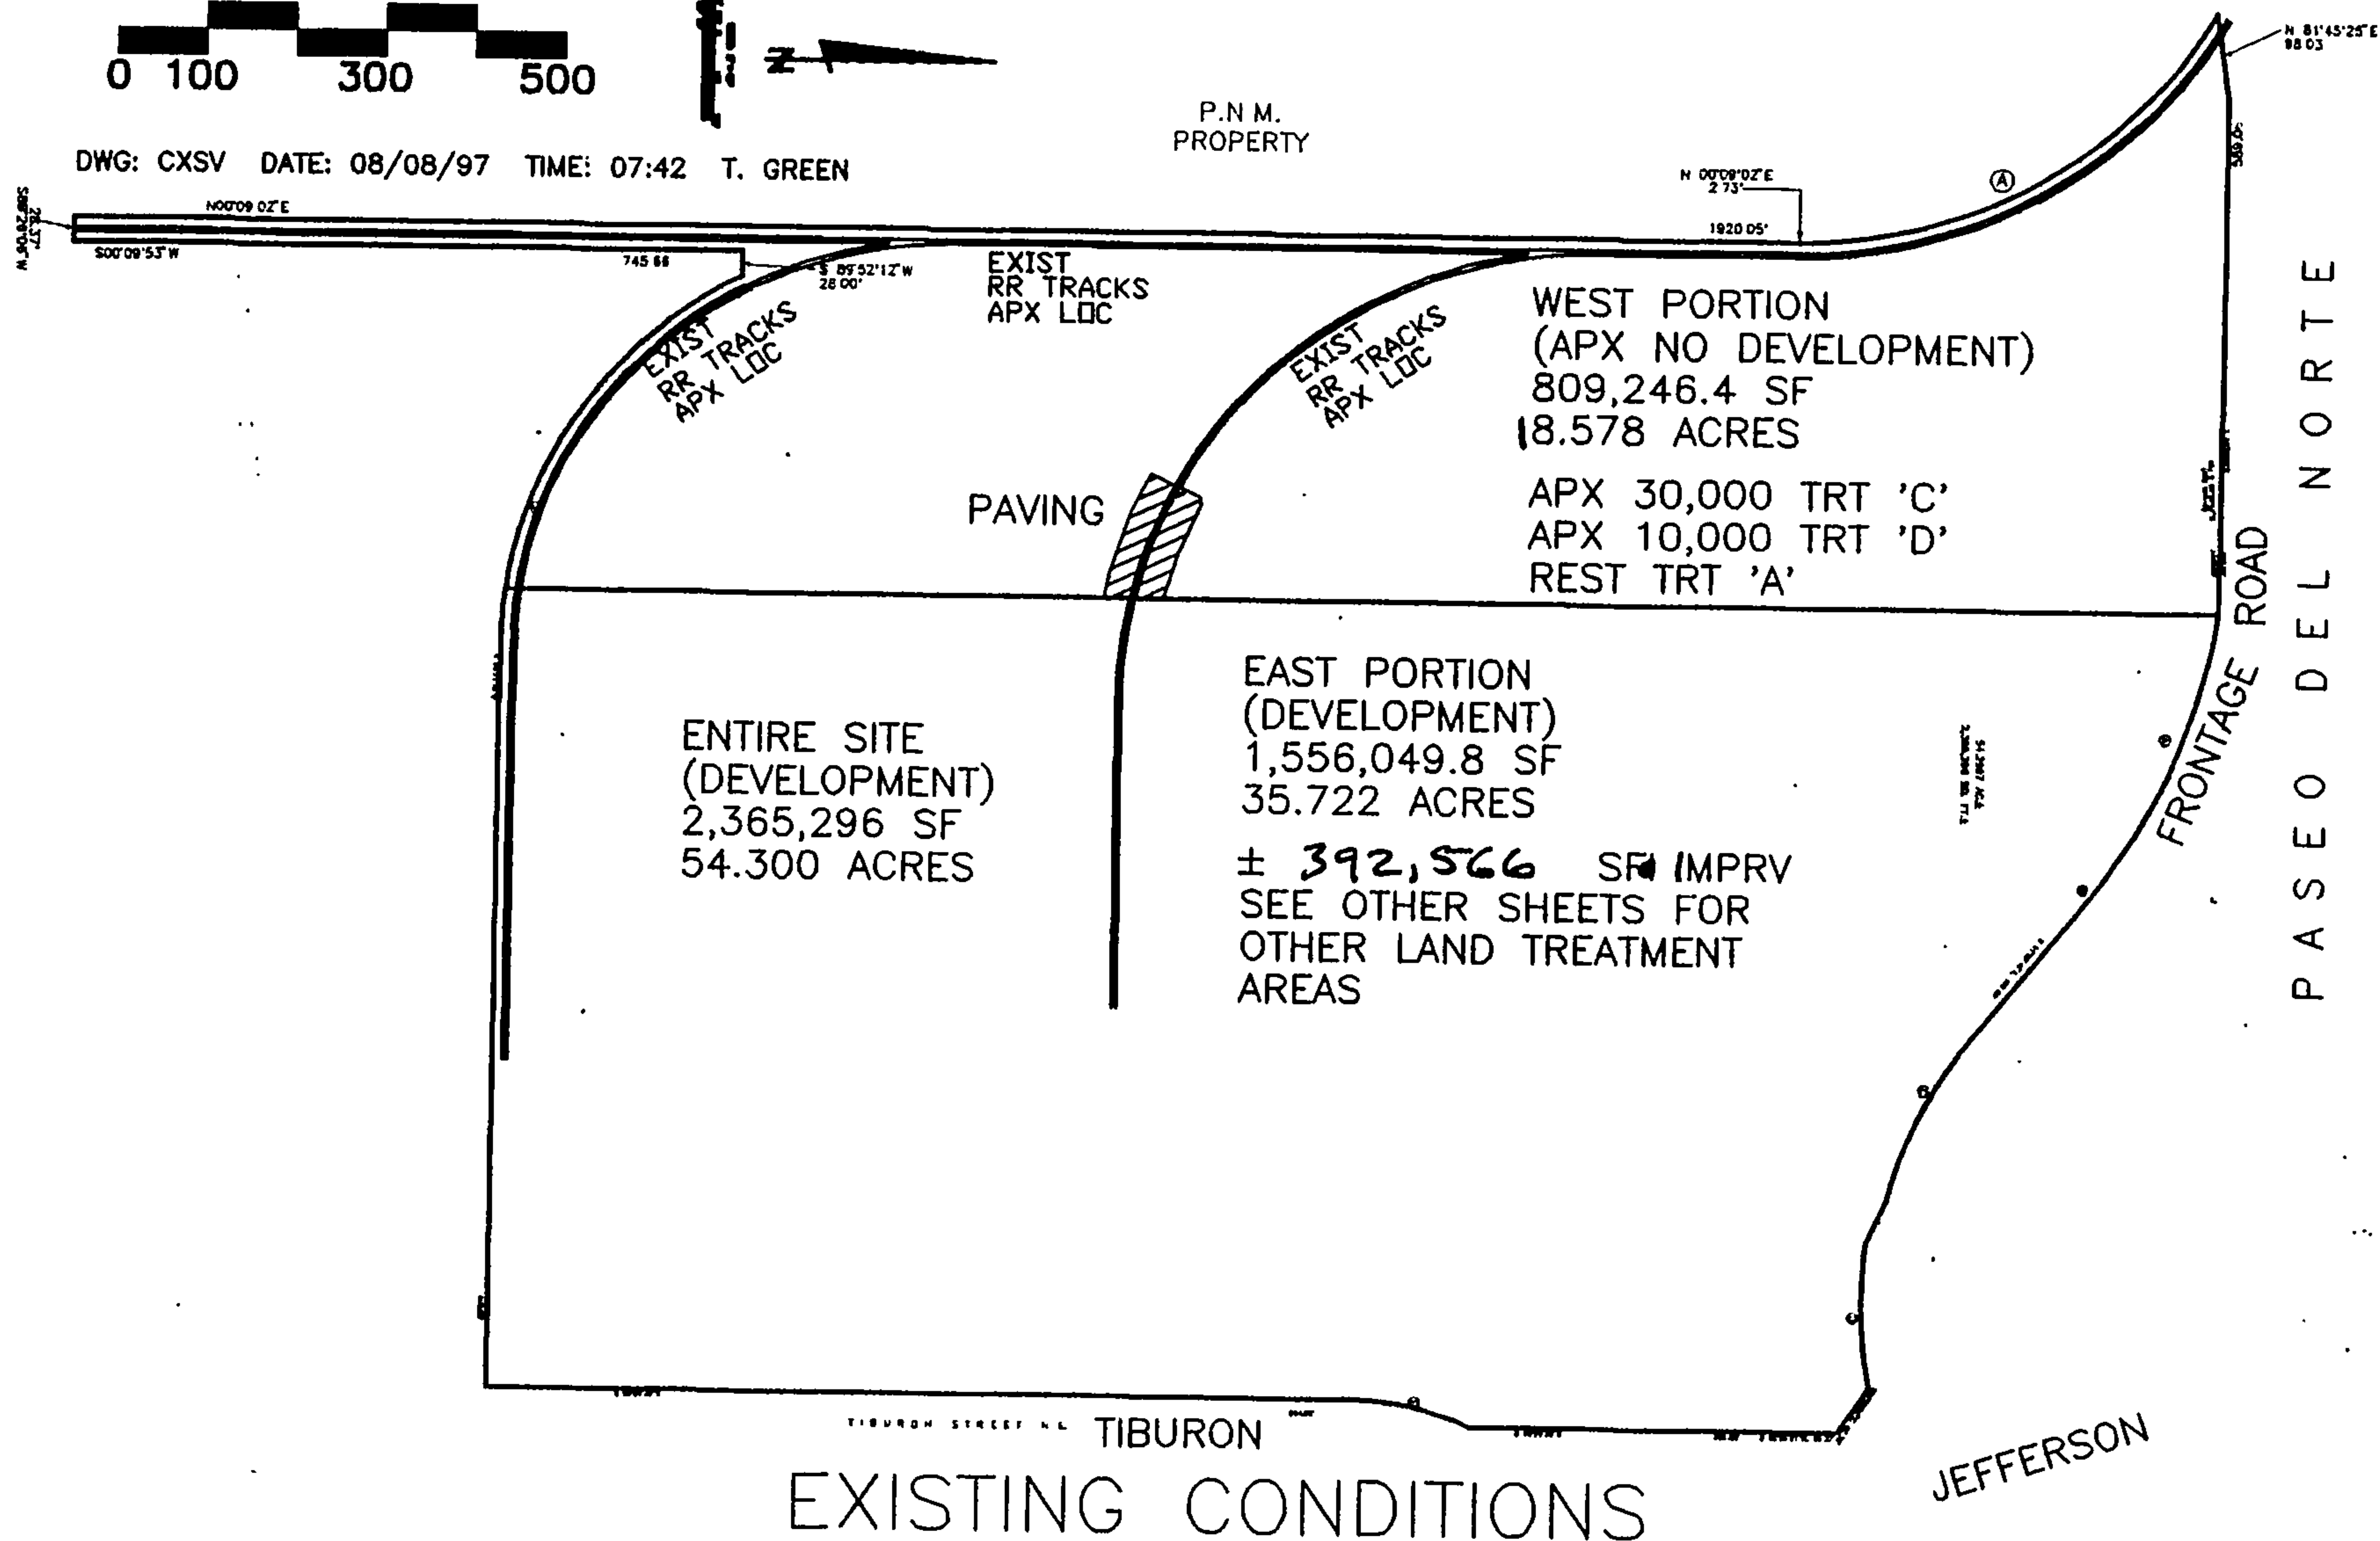 0 100 300 500
N
DWG: CXSV DATE: 08/08/97 TIME: 07:42 T. GREEN
P.N M.
PROPERTY
N 81°45'25"E
98 03
N 00°09'02"E
2 73'
A
N00°09 02"E
1920 05'
S00°09'53"W
745 66
S 89°52'12"W
28 00'
EXIST
RR TRACKS
APX LOC
EXIST
RR TRACKS
APX LOC
EXIST
RR TRACKS
APX LOC
WEST PORTION
(APX NO DEVELOPMENT)
809,246.4 SF
18.578 ACRES
APX 30,000 TRT 'C'
APX 10,000 TRT 'D'
REST TRT 'A'
PAVING
PASEO DEL NORTE
FRONTAGE ROAD
ENTIRE SITE
(DEVELOPMENT)
2,365,296 SF
54.300 ACRES
EAST PORTION
(DEVELOPMENT)
1,556,049.8 SF
35.722 ACRES
± 392,566 SF IMPRV
SEE OTHER SHEETS FOR
OTHER LAND TREATMENT
AREAS
TIBURON STREET N.E.
TIBURON
JEFFERSON
EXISTING CONDITIONS